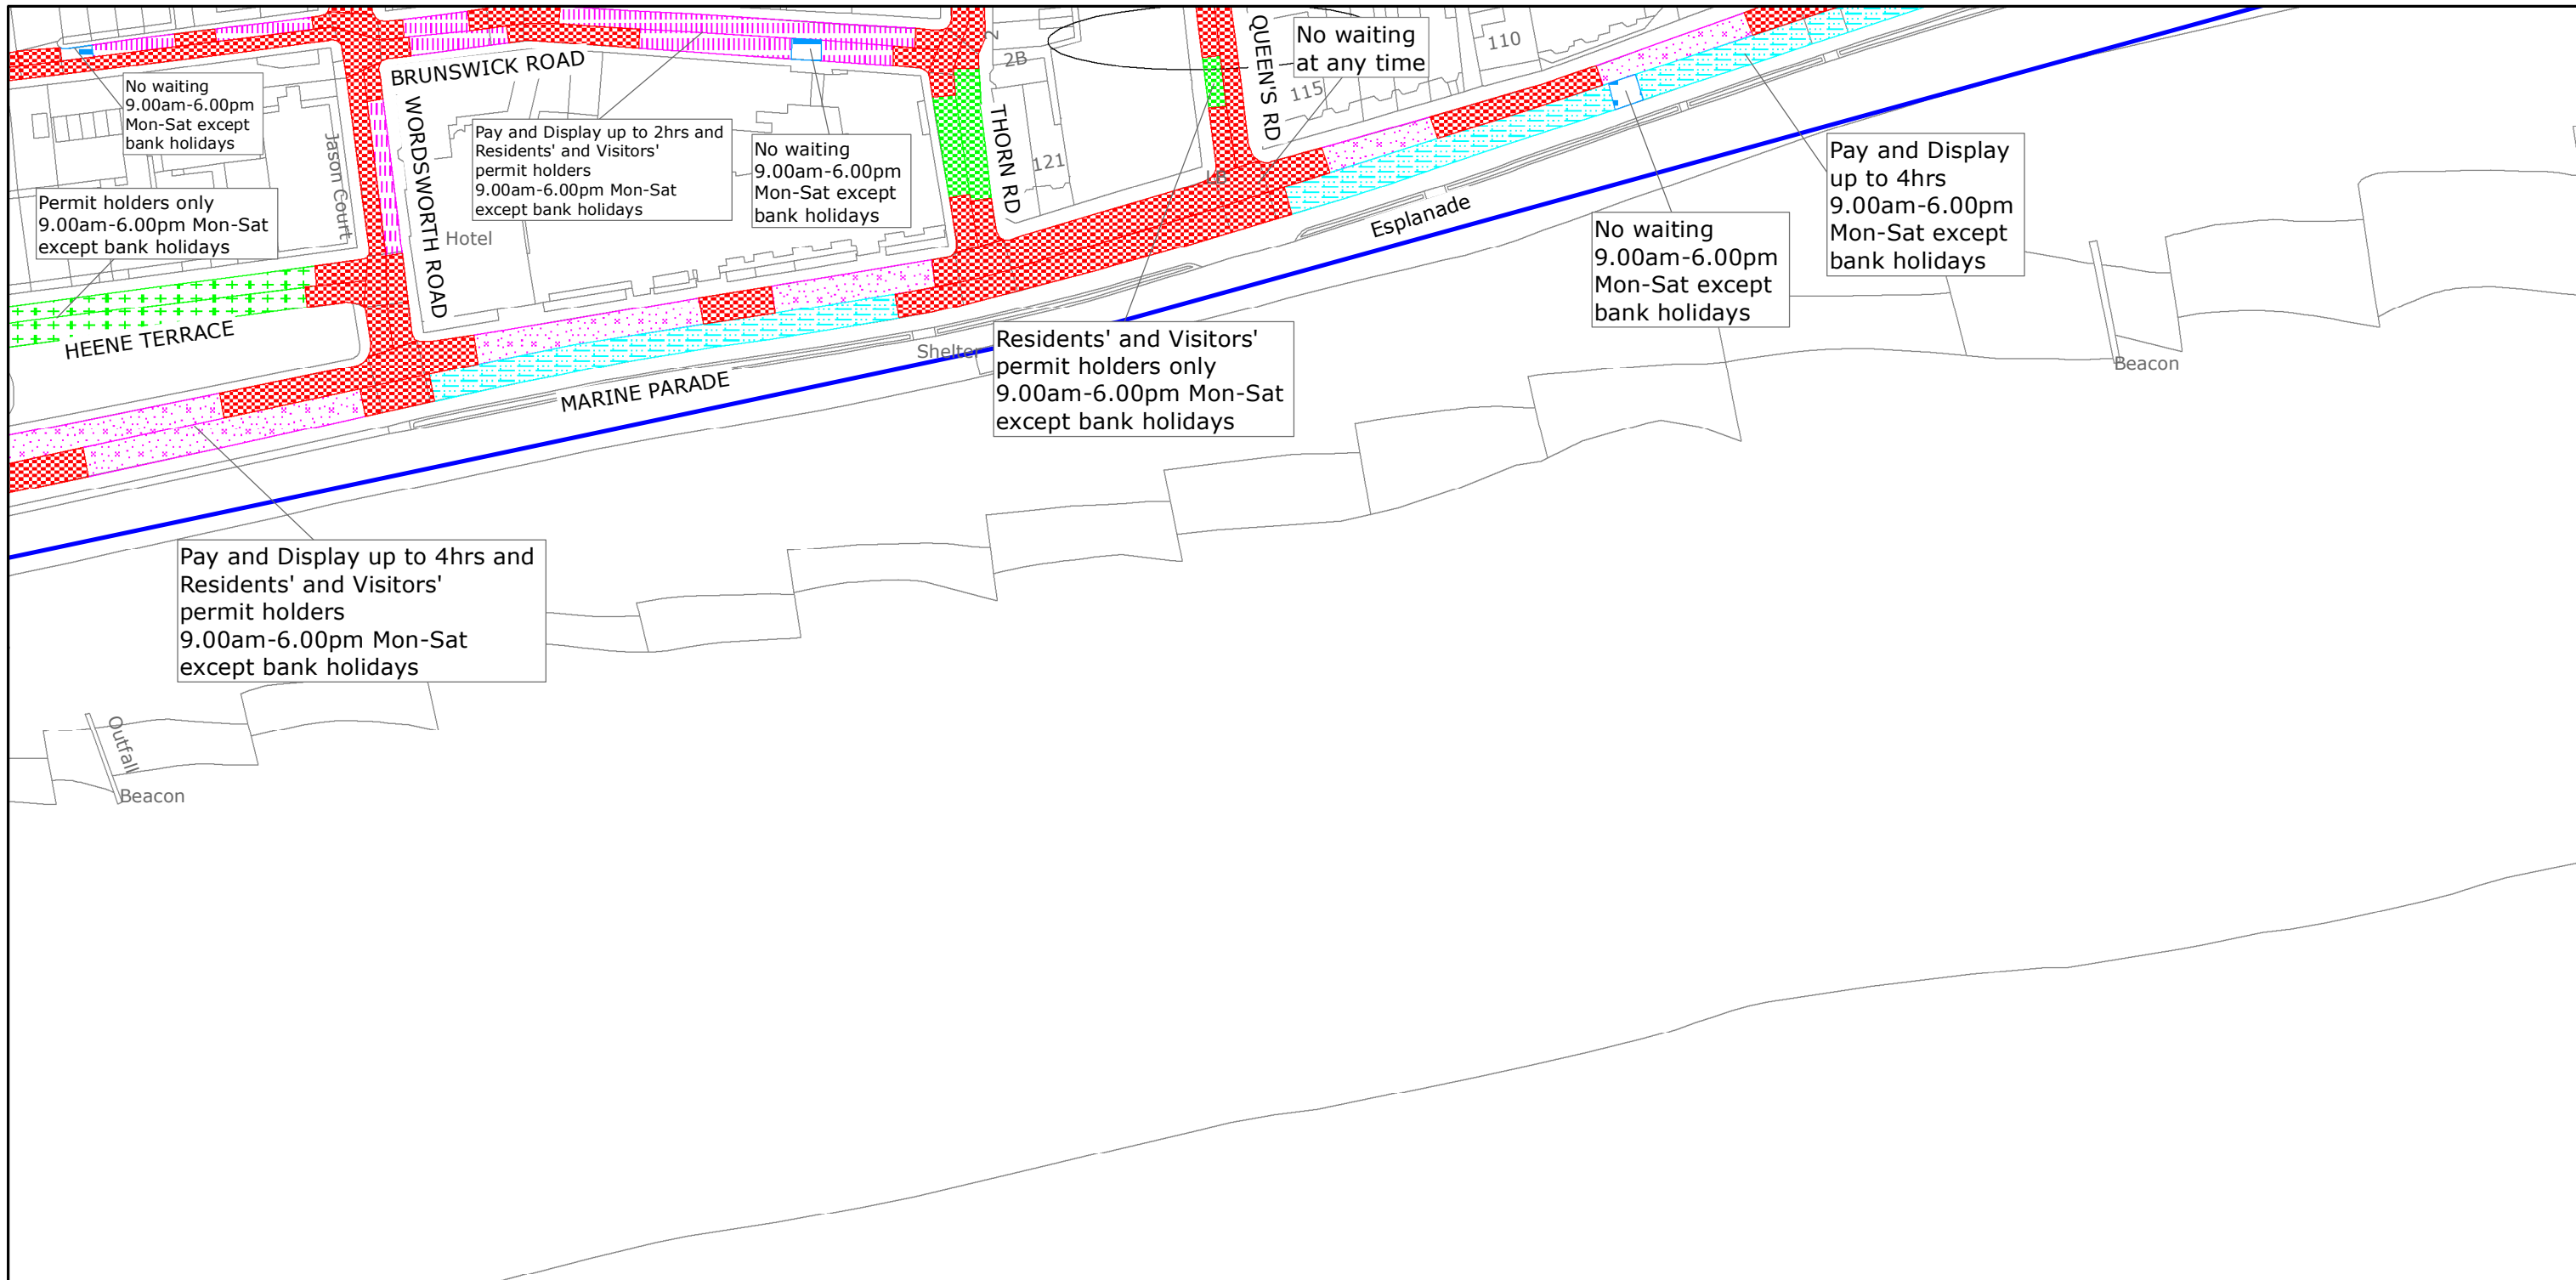 No waiting
9.00am-6.00pm
Mon-Sat except
bank holidays
BRUNSWICK ROAD
WORDSWORTH ROAD
Jason Court
Permit holders only
9.00am-6.00pm Mon-Sat
except bank holidays
HEENE TERRACE
Hotel
Pay and Display up to 2hrs and
Residents' and Visitors'
permit holders
9.00am-6.00pm Mon-Sat
except bank holidays
No waiting
9.00am-6.00pm
Mon-Sat except
bank holidays
2
2B
THORN RD
121
QUEEN'S RD
No waiting
at any time
115
110
Esplanade
MARINE PARADE
Shelter
Residents' and Visitors'
permit holders only
9.00am-6.00pm Mon-Sat
except bank holidays
No waiting
9.00am-6.00pm
Mon-Sat except
bank holidays
Pay and Display
up to 4hrs
9.00am-6.00pm
Mon-Sat except
bank holidays
Beacon
Pay and Display up to 4hrs and
Residents' and Visitors'
permit holders
9.00am-6.00pm Mon-Sat
except bank holidays
Outfall
Beacon